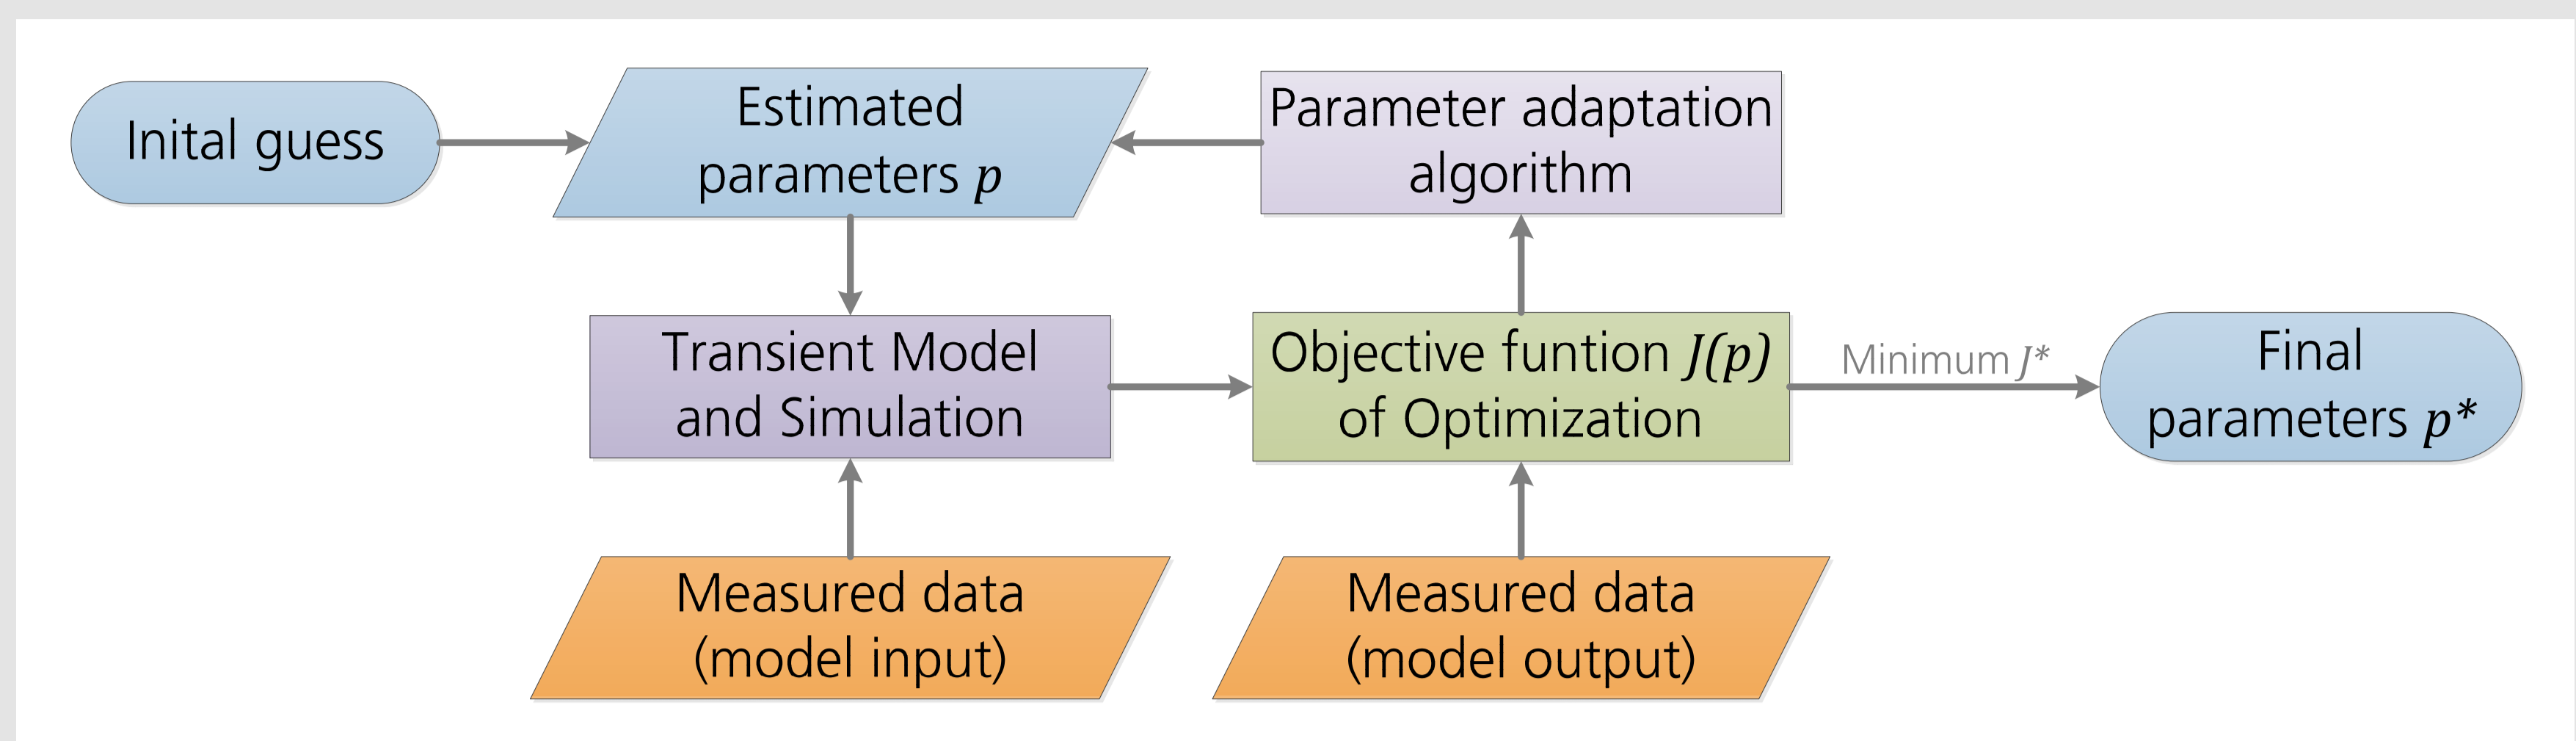 Inital guess
Estimated
parameters p
Parameter adaptation
algorithm
Transient Model
and Simulation
Objective funtion J(p)
of Optimization
Minimum J*
Final
parameters p*
Measured data
(model input)
Measured data
(model output)